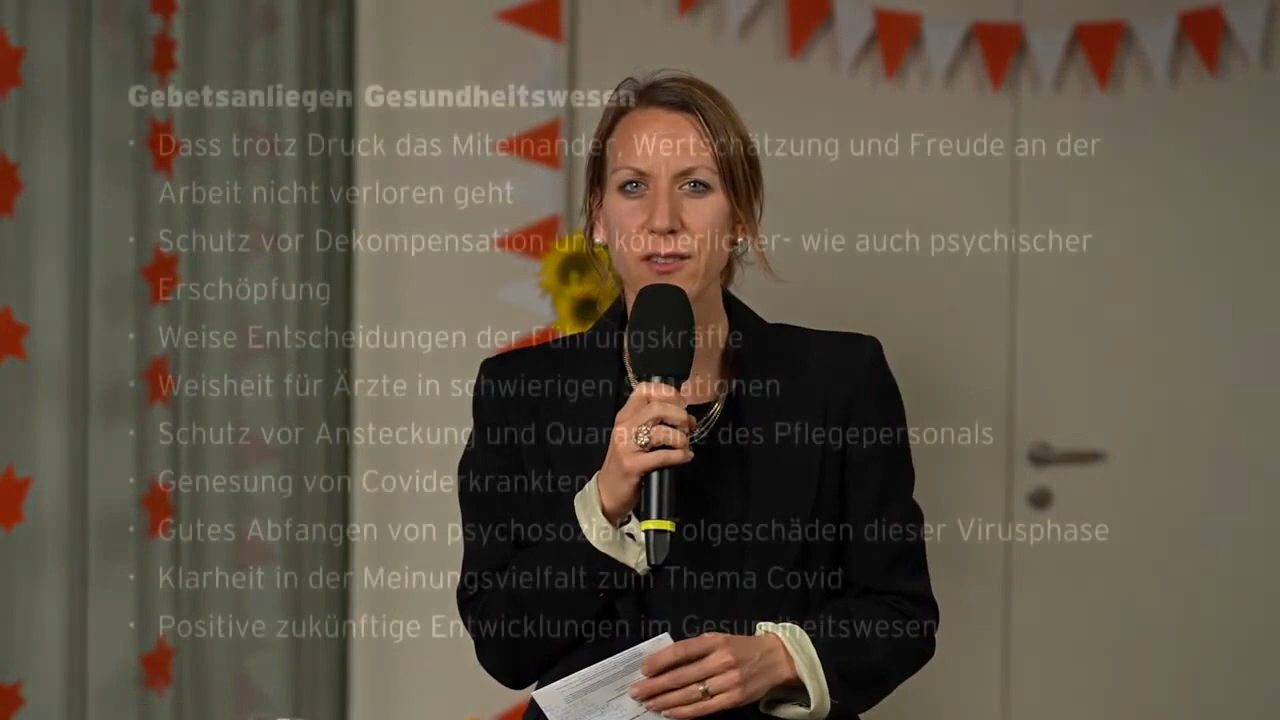 Gebetsanliegen Gesundheitswesen
· Dass trotz Druck das Miteinander, Wertschätzung und Freude an der
Arbeit nicht verloren geht
· Schutz vor Dekompensation körperlicher- wie auch psychischer
Erschöpfung
· Weise Entscheidungen der Führungskräfte
· Weisheit für Ärzte in schwierigen Situationen
· Schutz vor Ansteckung und Quarantäne des Pflegepersonals
· Genesung von Coviderkrankten
· Gutes Abfangen von psychosozialen Folgeschäden dieser Virusphase
· Klarheit in der Meinungsvielfalt zum Thema Covid
· Positive zukünftige Entwicklungen im Gesundheitswesen